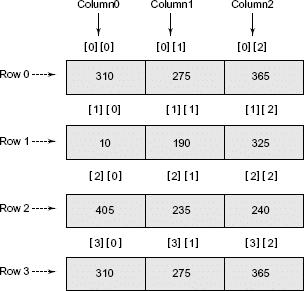 Column0 Column1 Column2
[0][0] [0][1] [0][2]
Row 0 310 275 365
[1][0] [1][1] [1][2]
Row 1 10 190 325
[2][0] [2][1] [2][2]
Row 2 405 235 240
[3][0] [3][1] [3][2]
Row 3 310 275 365